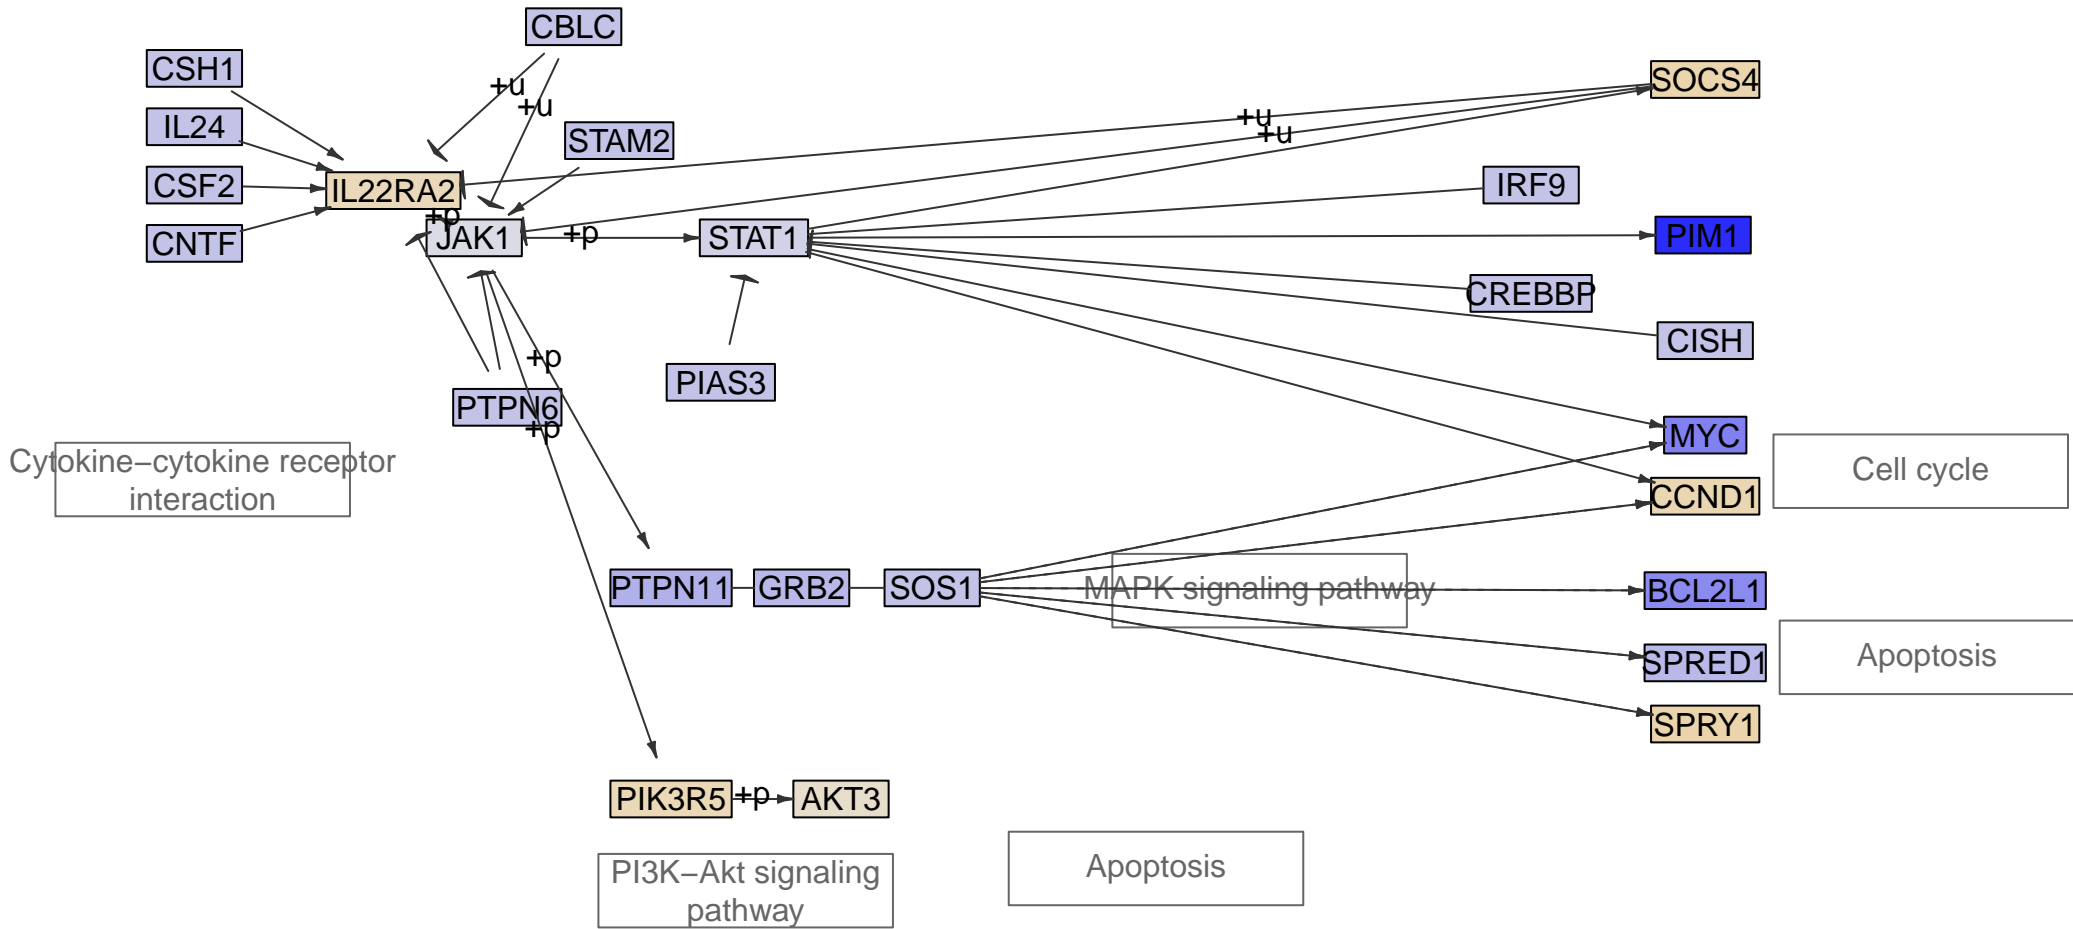 CBLC
CSH1
SOCS4
+u
+u
+u
IL24
+u
STAM2
CSF2
IL22RA2
IRF9
+p
CNTF
JAK1
+p
STAT1
PIM1
CREBBP
CISH
+p
PIAS3
PTPN6
+p
MYC
Cytokine−cytokine receptor
interaction
Cell cycle
CCND1
PTPN11
GRB2
SOS1
MAPK signaling pathway
BCL2L1
SPRED1
Apoptosis
SPRY1
PIK3R5
+p
AKT3
PI3K−Akt signaling
pathway
Apoptosis